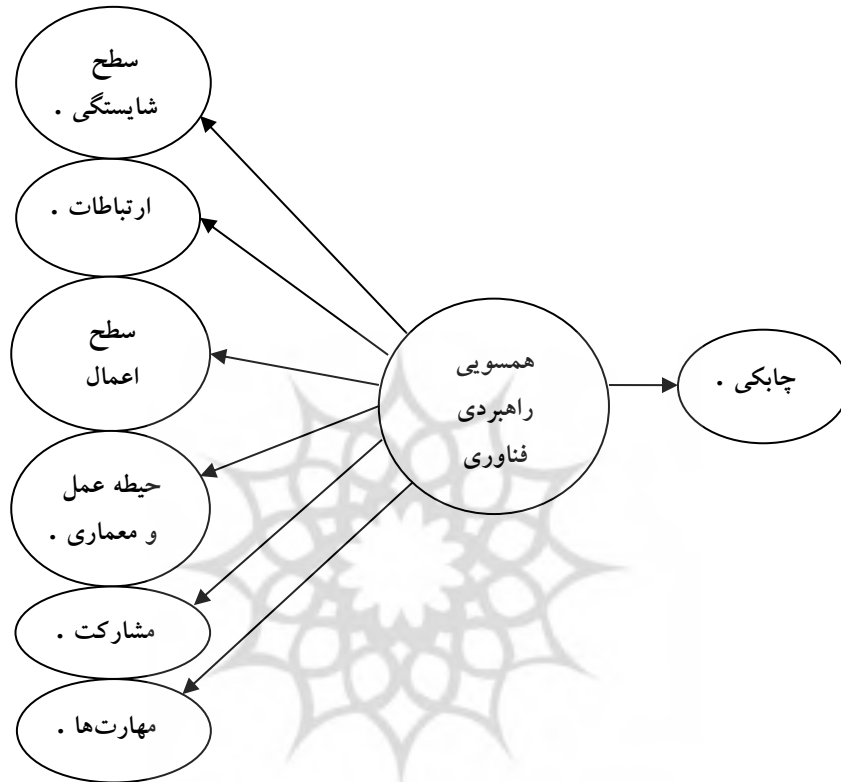 سطح
شایستگی .
ارتباطات .
سطح
اعمال
حیطه عمل
و معماری .
مشارکت .
مهارت‌ها .
همسویی
راهبردی
فناوری
چابکی .